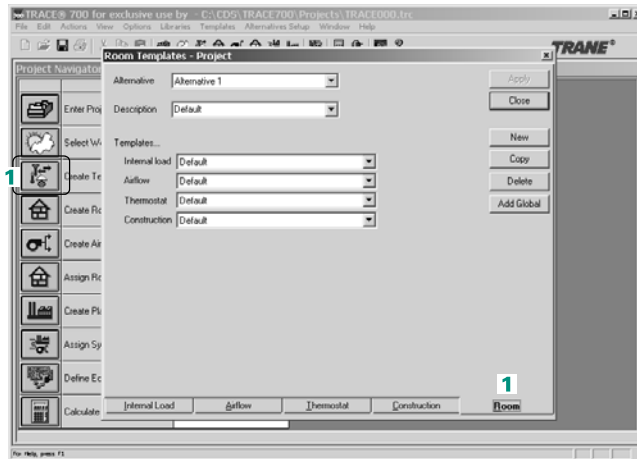 TRACE® 700 for exclusive use by - C:\CDS\TRACE700\Projects\TRACE000.trc
File Edit Actions View Options Libraries Templates Alternatives Setup Window Help
TRANE®
Project Navigator
Room Templates - Project
Alternative Alternative 1
Description Default
Templates...
Internal load Default
Airflow Default
Thermostat Default
Construction Default
Apply
Close
New
Copy
Delete
Add Global
Enter Proj
Select W
1
Create Te
Create Ro
Create Air
Assign Ro
Create Pla
Assign Sy
Define Ec
Calculate
1
Internal Load Airflow Thermostat Construction Room
For Help, press F1